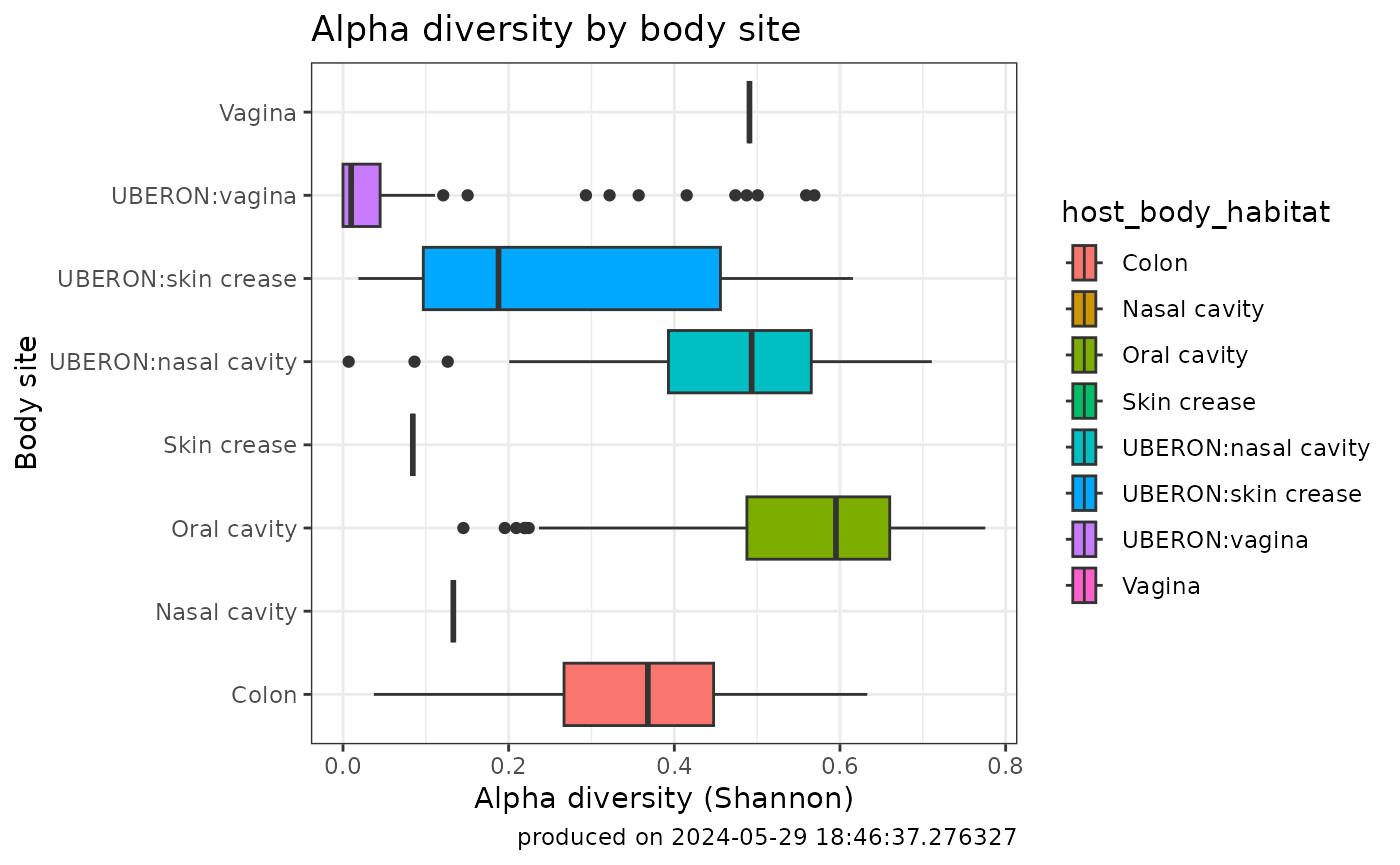 Alpha diversity by body site
Body site
Vagina
UBERON:vagina
UBERON:skin crease
UBERON:nasal cavity
Skin crease
Oral cavity
Nasal cavity
Colon
0.0 0.2 0.4 0.6 0.8
Alpha diversity (Shannon)
produced on 2024-05-29 18:46:37.276327
host_body_habitat
Colon
Nasal cavity
Oral cavity
Skin crease
UBERON:nasal cavity
UBERON:skin crease
UBERON:vagina
Vagina